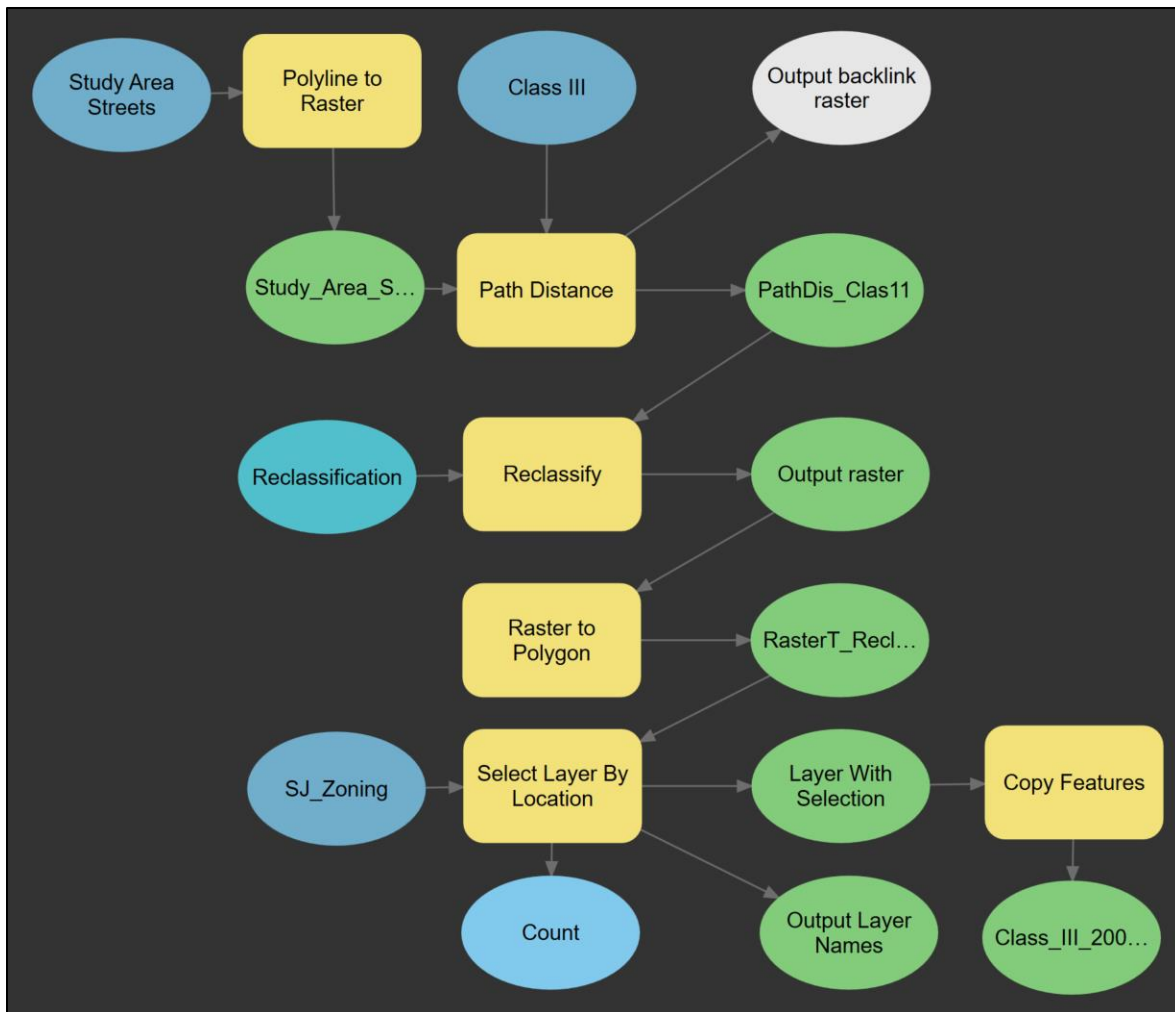 Study Area
Streets
Polyline to
Raster
Class III
Output backlink
raster
Study_Area_S...
Path Distance
PathDis_Clas11
Reclassification
Reclassify
Output raster
Raster to
Polygon
RasterT_Recl...
SJ_Zoning
Select Layer By
Location
Layer With
Selection
Copy Features
Count
Output Layer
Names
Class_III_200...